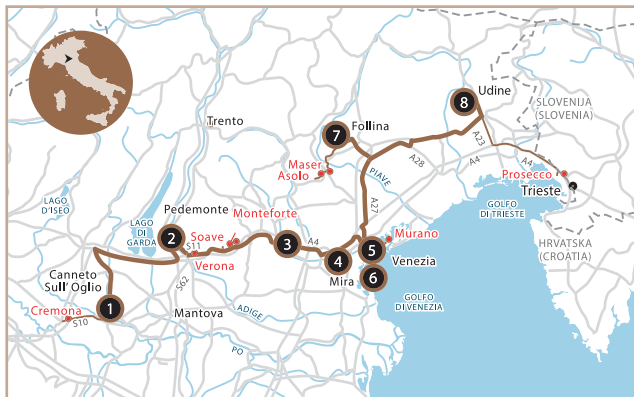 8
Udine
SLOVENIJA
(SLOVENIA)
Trento
7
Follina
A23
A28
A4
A4
Maser
Asolo
PIAVE
Prosecco
Trieste
LAGO
D'ISEO
Pedemonte
Monteforte
A27
GOLFO
DI TRIESTE
LAGO
DI
GARDA
2
Soave
S11
3
A4
5
Murano
HRVATSKA
(CROATIA)
Verona
4
Venezia
Canneto
Sull'Oglio
S62
Mira
6
1
Cremona
S10
Mantova
ADIGE
GOLFO
DI VENEZIA
PO